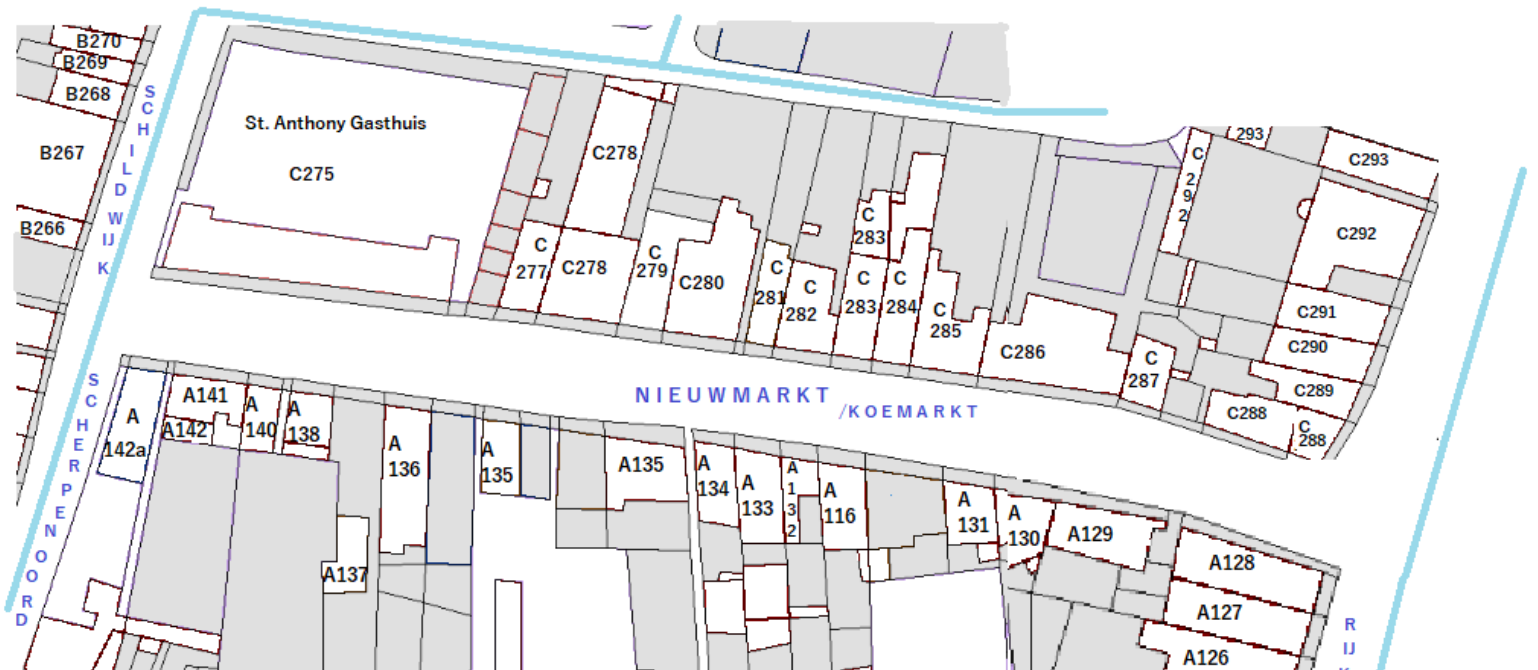 B270
B269
B268
B267
B266
SCHILDWIJK
St. Anthony Gasthuis
C275
C278
C
277
C278
C
279
C280
C
281
C
282
C
283
C
283
C
284
C
285
C286
C
287
C288
C
288
C289
C290
C291
C292
C
2
9
2
293
C293
NIEUWMARKT
/KOEMARKT
SCHERPENOORD
A
142a
A141
A142
A
140
A
138
A
136
A137
A
135
A135
A
134
A
133
A
1
3
2
A
116
A
131
A
130
A129
A128
A127
A126
R
IJ